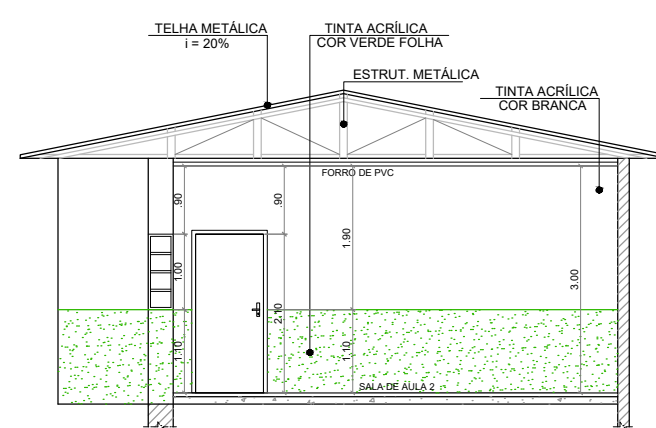 TELHA METÁLICA
i = 20%
TINTA ACRÍLICA
COR VERDE FOLHA
ESTRUT. METÁLICA
TINTA ACRÍLICA
COR BRANCA
FORRO DE PVC
.90
.90
1.90
1.00
3.00
2.10
1.10
1.10
SALA DE AULA 2